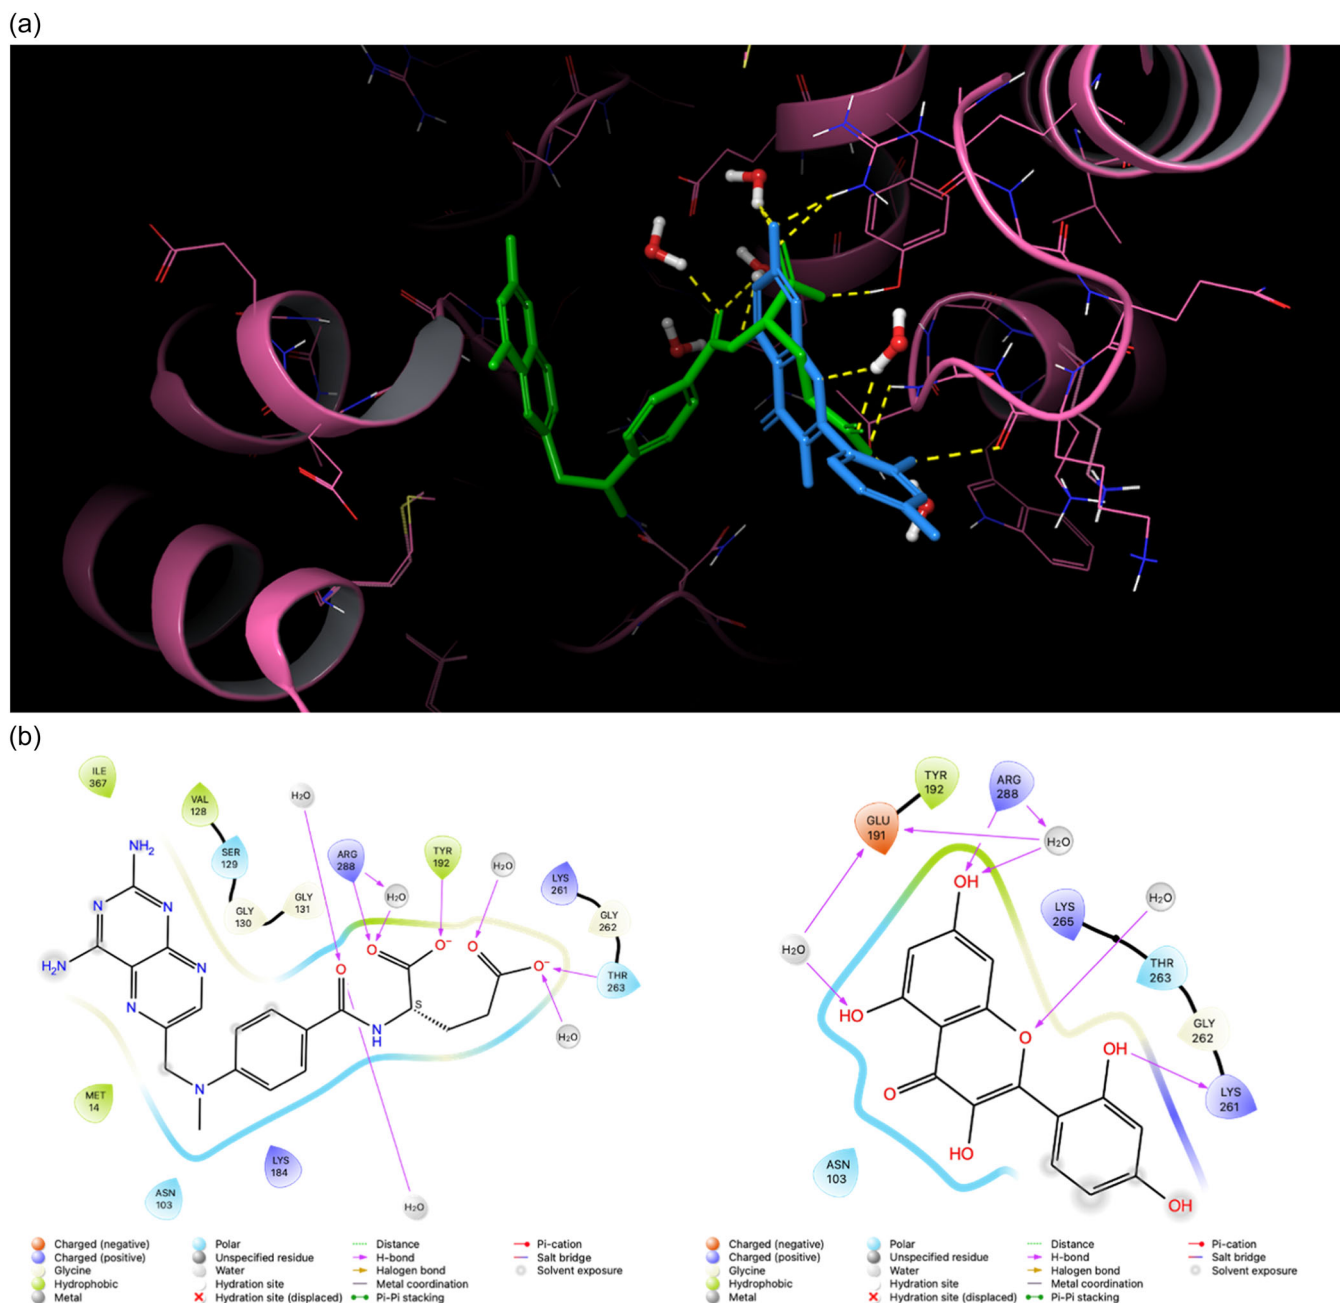 (a)
(b)
ILE
367
VAL
128
SER
129
GLY
130
GLY
131
H₂O
ARG
288
H₂O
TYR
192
H₂O
LYS
261
GLY
262
THR
263
H₂O
NH₂
N
N
N
N
H₂N
N
O
O
O⁻
O
O⁻
S
N
H
MET
14
ASN
103
LYS
184
H₂O
TYR
192
GLU
191
ARG
288
H₂O
H₂O
H₂O
LYS
265
THR
263
GLY
262
LYS
261
ASN
103
OH
HO
O
O
OH
HO
OH
Charged (negative)
Charged (positive)
Glycine
Hydrophobic
Metal
Polar
Unspecified residue
Water
Hydration site
Hydration site (displaced)
Distance
H-bond
Halogen bond
Metal coordination
Pi-Pi stacking
Pi-cation
Salt bridge
Solvent exposure
Charged (negative)
Charged (positive)
Glycine
Hydrophobic
Metal
Polar
Unspecified residue
Water
Hydration site
Hydration site (displaced)
Distance
H-bond
Halogen bond
Metal coordination
Pi-Pi stacking
Pi-cation
Salt bridge
Solvent exposure